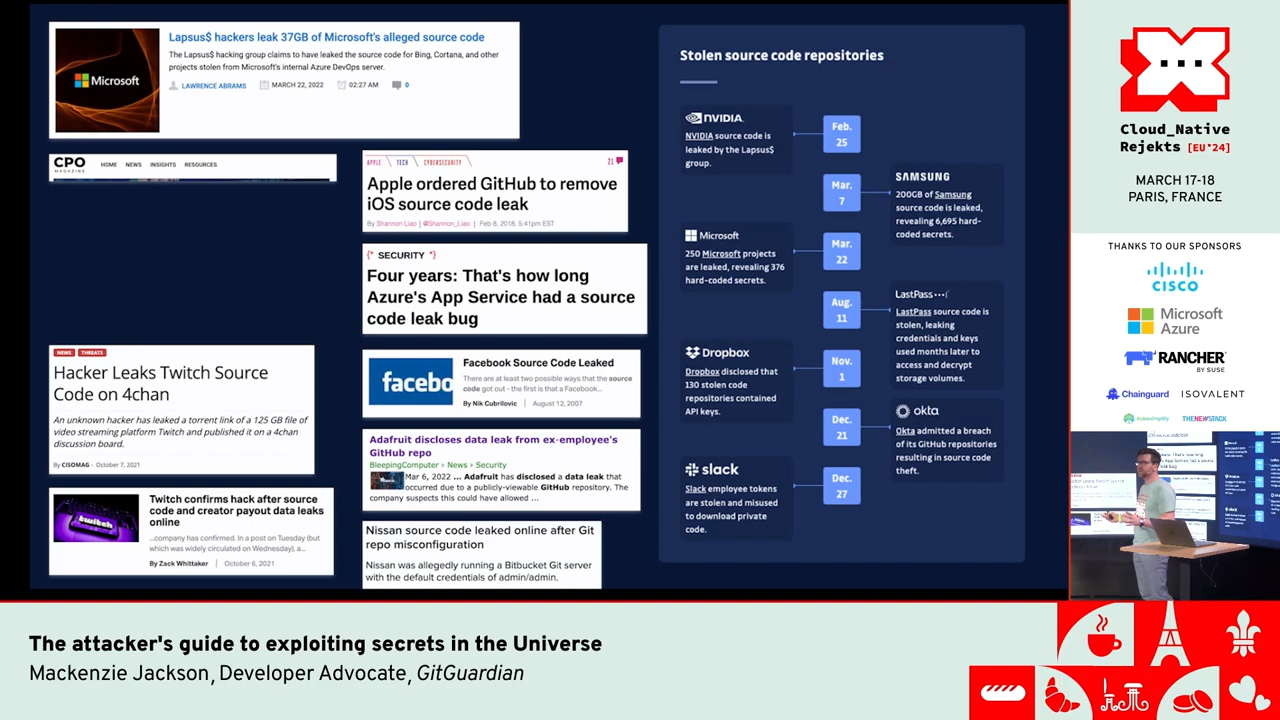 Lapsus$ hackers leak 37GB of Microsoft's alleged source code
The Lapsus$ hacking group claims to have leaked the source code for Bing, Cortana, and other
projects stolen from Microsoft's internal Azure DevOps server.
LAWRENCE ABRAMS MARCH 22, 2022 02:27 AM 0
Microsoft
CPO
MAGAZINE
HOME NEWS INSIGHTS RESOURCES
APPLE TECH CYBERSECURITY 21
Apple ordered GitHub to remove
iOS source code leak
By Shannon Liao | @Shannon_Liao | Feb 8, 2018, 5:41pm EST
{* SECURITY *}
Four years: That's how long
Azure's App Service had a source
code leak bug
NEWS THREATS
Hacker Leaks Twitch Source
Code on 4chan
An unknown hacker has leaked a torrent link of a 125 GB file of
video streaming platform Twitch and published it on a 4chan
discussion board.
By CISOMAG - October 7, 2021
facebo
Facebook Source Code Leaked
There are at least two possible ways that the source
code got out - the first is that a Facebook...
By Nik Cubrilovic | August 12, 2007
Adafruit discloses data leak from ex-employee's
GitHub repo
BleepingComputer › News › Security
Mar 6, 2022 ... Adafruit has disclosed a data leak that
occurred due to a publicly-viewable GitHub repository. The
company suspects this could have allowed ...
twitch
Twitch confirms hack after source
code and creator payout data leaks
online
...company has confirmed. In a post on Tuesday (but
which was widely circulated on Wednesday), a...
By Zack Whittaker | October 6, 2021
Nissan source code leaked online after Git
repo misconfiguration
Nissan was allegedly running a Bitbucket Git server
with the default credentials of admin/admin.
Stolen source code repositories
NVIDIA
NVIDIA source code is
leaked by the Lapsus$
group.
Feb.
25
Mar.
7
SAMSUNG
200GB of Samsung
source code is leaked,
revealing 6,695 hard-
coded secrets.
Microsoft
250 Microsoft projects
are leaked, revealing 376
hard-coded secrets.
Mar.
22
Aug.
11
LastPass
LastPass source code is
stolen, leaking
credentials and keys
used months later to
access and decrypt
storage volumes.
Dropbox
Dropbox disclosed that
130 stolen code
repositories contained
API keys.
Nov.
1
Dec.
21
okta
Okta admitted a breach
of its GitHub repositories
resulting in source code
theft.
slack
Slack employee tokens
are stolen and misused
to download private
code.
Dec.
27
Cloud_Native
Rejekts [EU'24]
MARCH 17-18
PARIS, FRANCE
THANKS TO OUR SPONSORS
CISCO
Microsoft
Azure
RANCHER
BY SUSE
Chainguard ISOVALENT
kubesimplify THENEWSTACK
The attacker's guide to exploiting secrets in the Universe
Mackenzie Jackson, Developer Advocate, GitGuardian